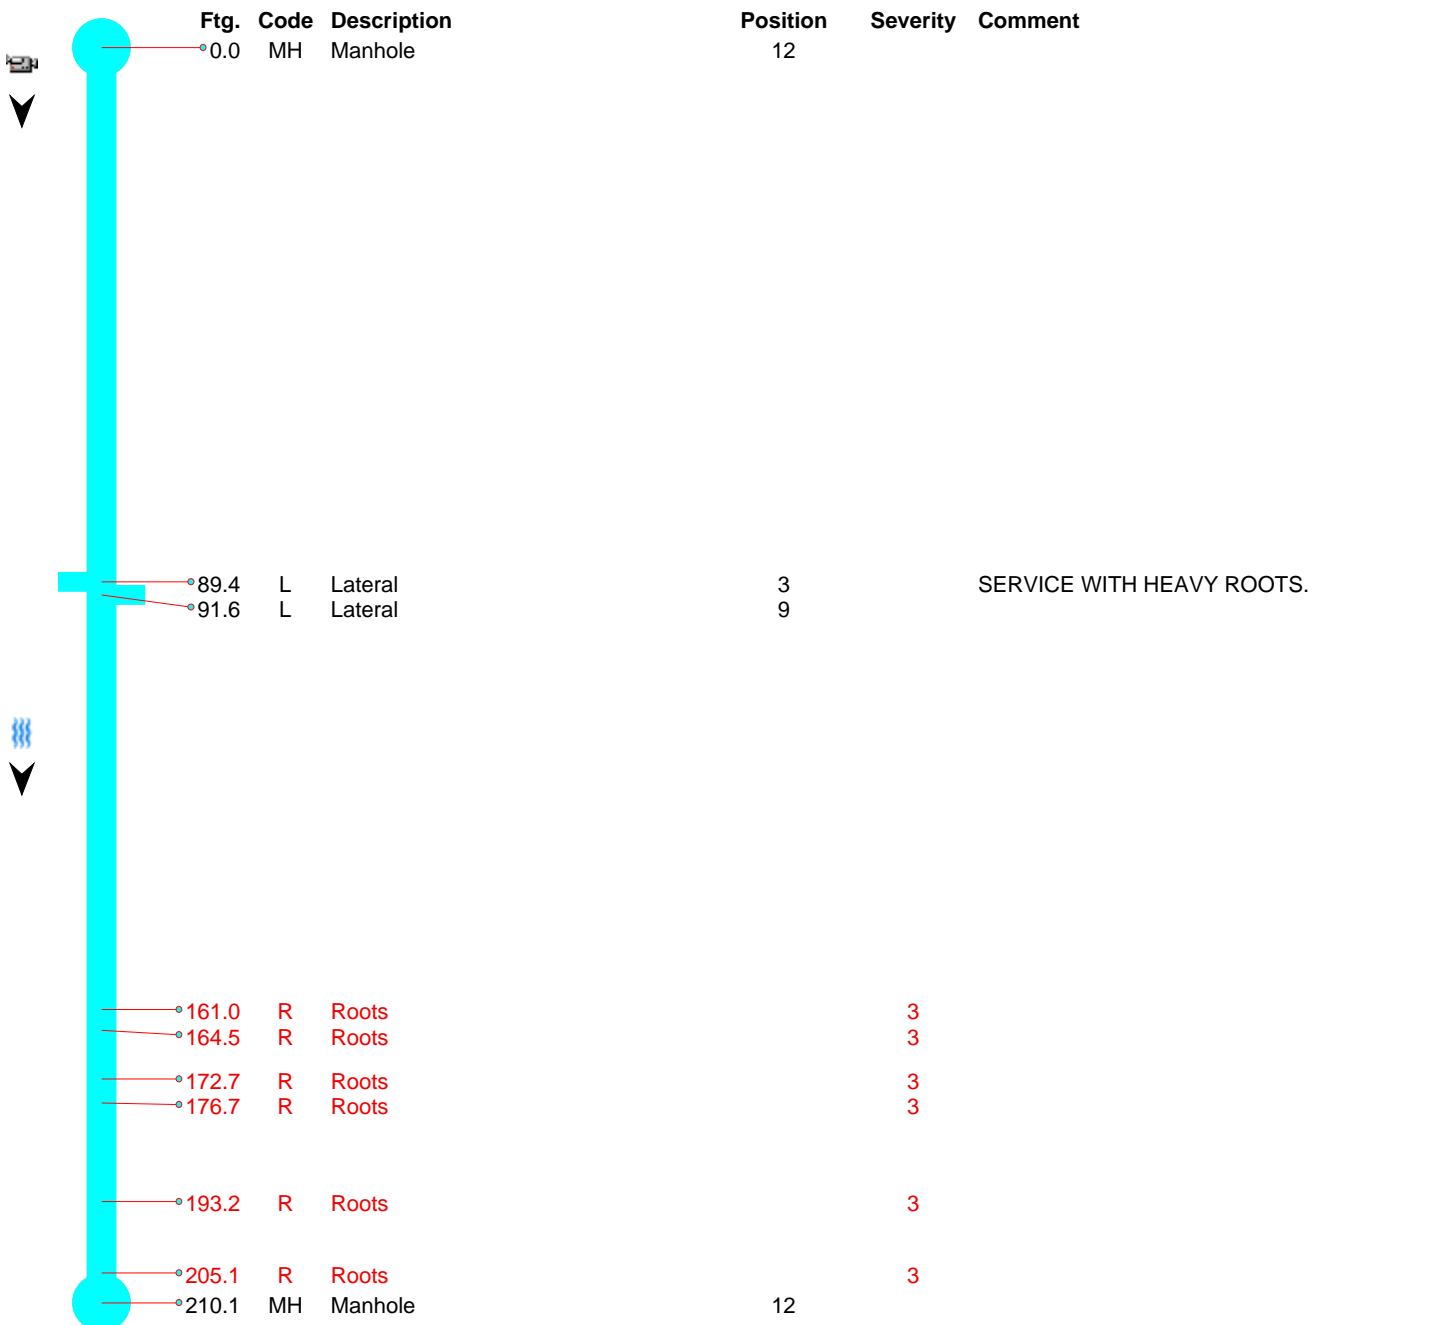 Ftg. Code Description Position Severity Comment
0.0 MH Manhole 12
89.4 L Lateral 3 SERVICE WITH HEAVY ROOTS.
91.6 L Lateral 9
161.0 R Roots 3
164.5 R Roots 3
172.7 R Roots 3
176.7 R Roots 3
193.2 R Roots 3
205.1 R Roots 3
210.1 MH Manhole 12